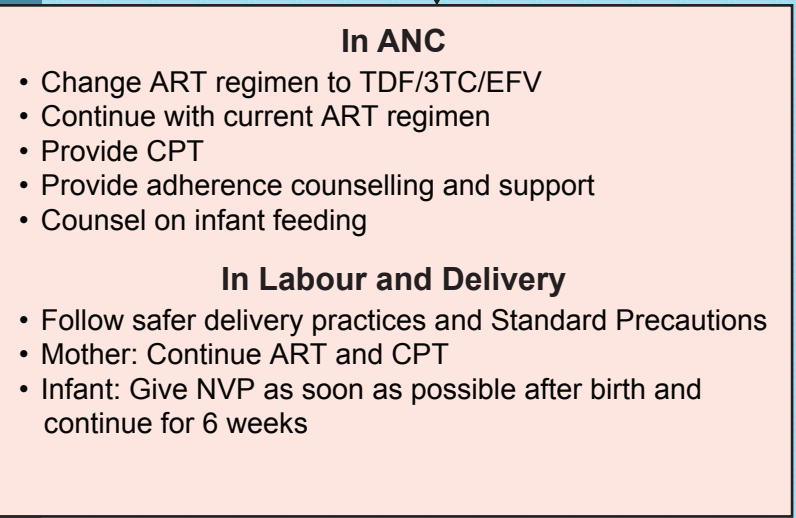 In ANC
• Change ART regimen to TDF/3TC/EFV
• Continue with current ART regimen
• Provide CPT
• Provide adherence counselling and support
• Counsel on infant feeding
In Labour and Delivery
• Follow safer delivery practices and Standard Precautions
• Mother: Continue ART and CPT
• Infant: Give NVP as soon as possible after birth and
continue for 6 weeks